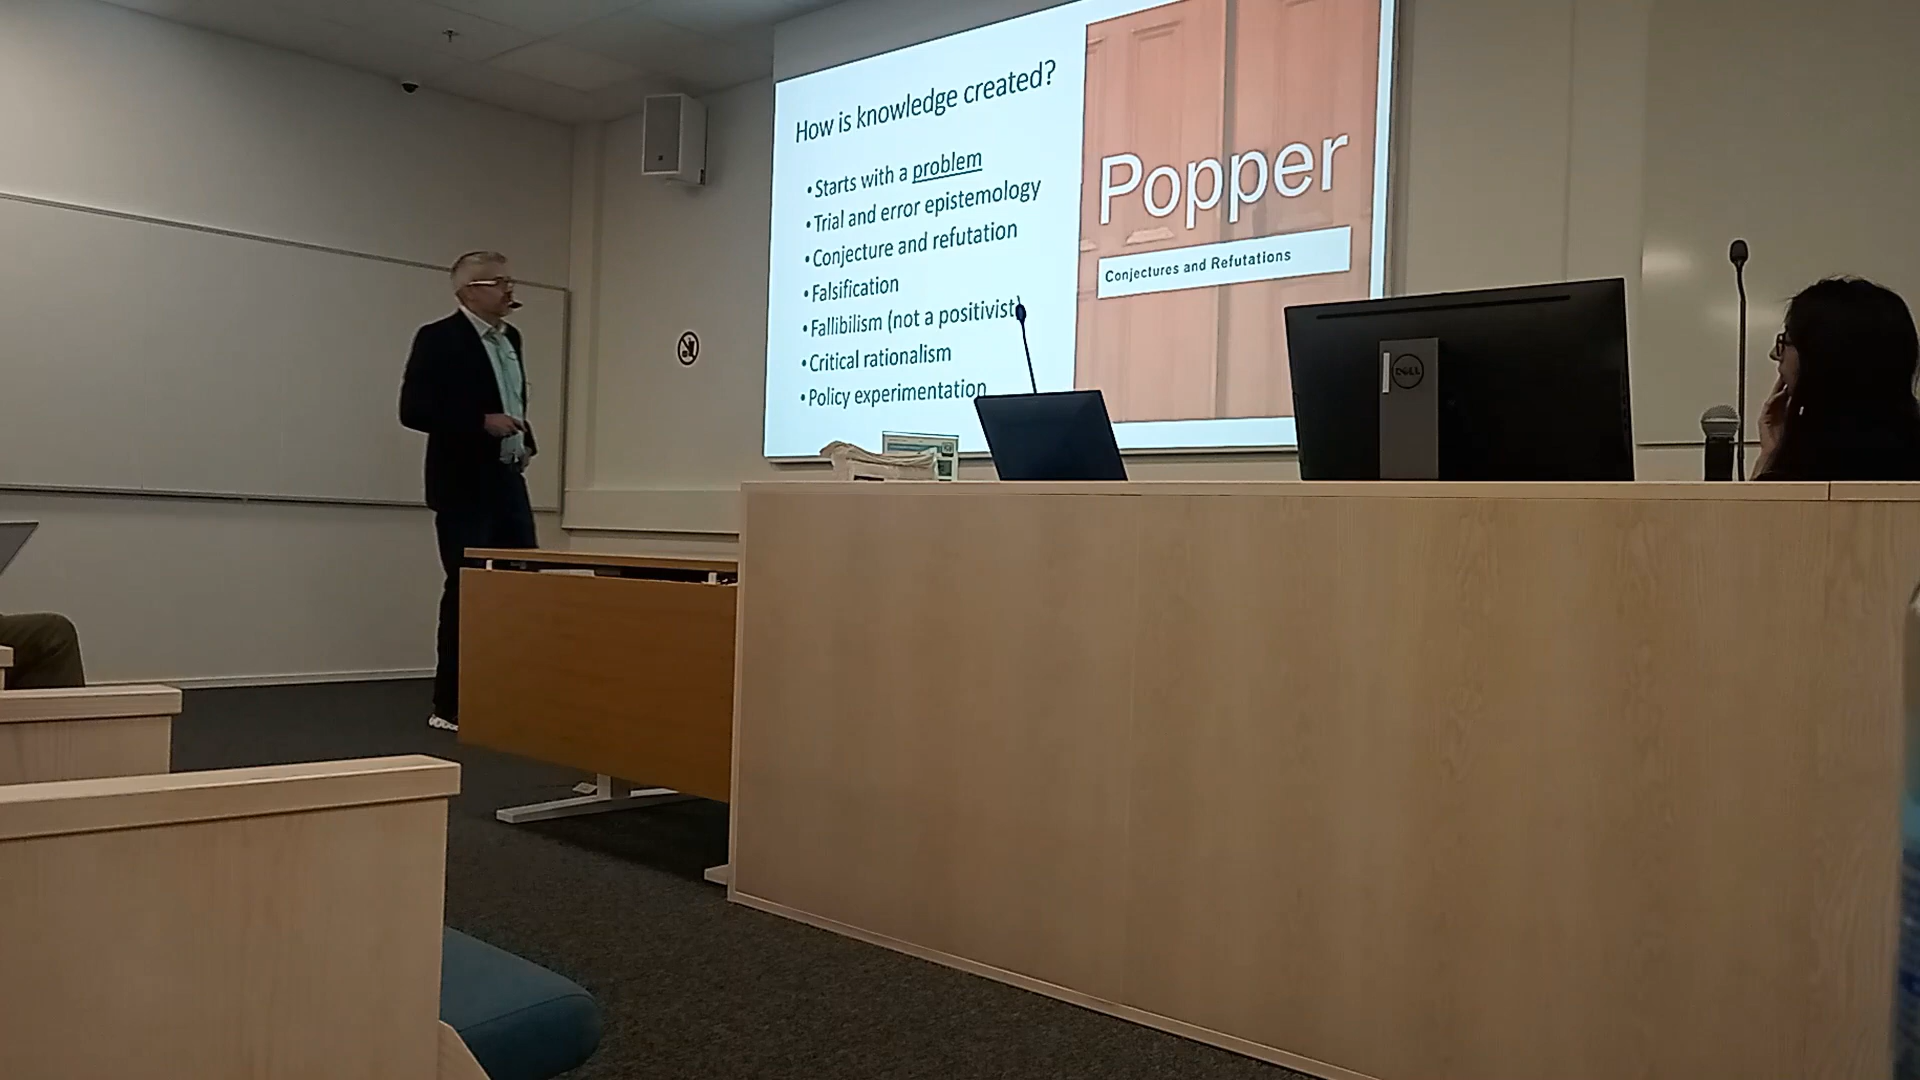 How is knowledge created?
•Starts with a problem
•Trial and error epistemology
•Conjecture and refutation
•Falsification
•Fallibilism (not a positivist)
•Critical rationalism
•Policy experimentation
Popper
Conjectures and Refutations
DELL